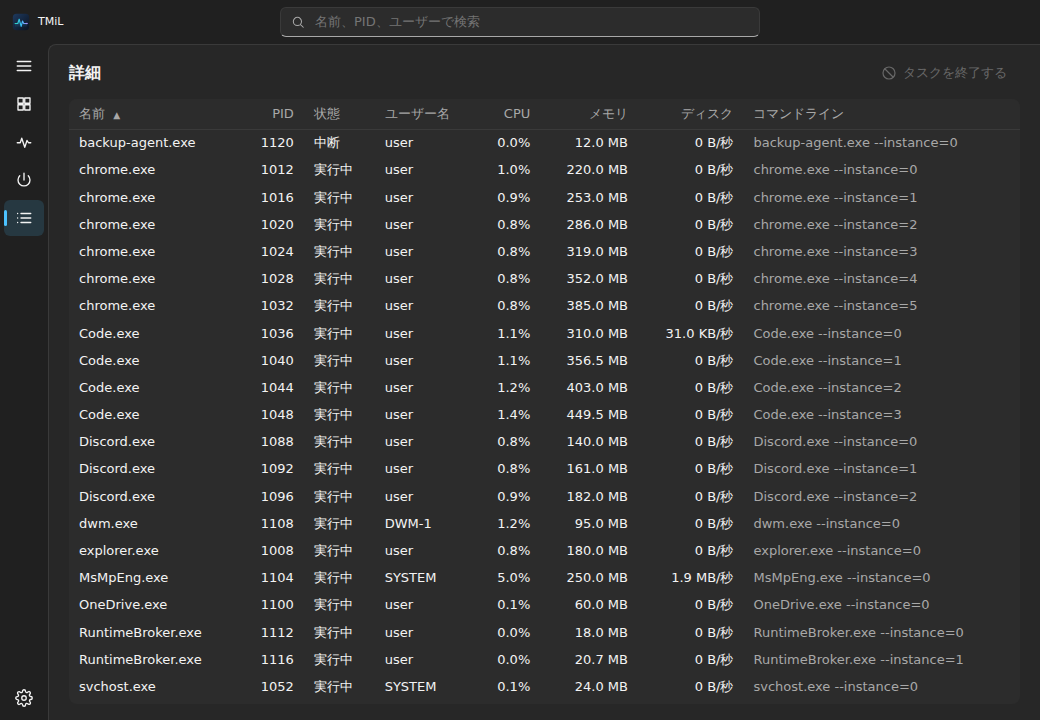 TMiL
名前、PID、ユーザーで検索
詳細
タスクを終了する
名前 ▲ PID 状態 ユーザー名 CPU メモリ ディスク コマンドライン
backup-agent.exe 1120 中断 user 0.0% 12.0 MB 0 B/秒 backup-agent.exe --instance=0
chrome.exe 1012 実行中 user 1.0% 220.0 MB 0 B/秒 chrome.exe --instance=0
chrome.exe 1016 実行中 user 0.9% 253.0 MB 0 B/秒 chrome.exe --instance=1
chrome.exe 1020 実行中 user 0.8% 286.0 MB 0 B/秒 chrome.exe --instance=2
chrome.exe 1024 実行中 user 0.8% 319.0 MB 0 B/秒 chrome.exe --instance=3
chrome.exe 1028 実行中 user 0.8% 352.0 MB 0 B/秒 chrome.exe --instance=4
chrome.exe 1032 実行中 user 0.8% 385.0 MB 0 B/秒 chrome.exe --instance=5
Code.exe 1036 実行中 user 1.1% 310.0 MB 31.0 KB/秒 Code.exe --instance=0
Code.exe 1040 実行中 user 1.1% 356.5 MB 0 B/秒 Code.exe --instance=1
Code.exe 1044 実行中 user 1.2% 403.0 MB 0 B/秒 Code.exe --instance=2
Code.exe 1048 実行中 user 1.4% 449.5 MB 0 B/秒 Code.exe --instance=3
Discord.exe 1088 実行中 user 0.8% 140.0 MB 0 B/秒 Discord.exe --instance=0
Discord.exe 1092 実行中 user 0.8% 161.0 MB 0 B/秒 Discord.exe --instance=1
Discord.exe 1096 実行中 user 0.9% 182.0 MB 0 B/秒 Discord.exe --instance=2
dwm.exe 1108 実行中 DWM-1 1.2% 95.0 MB 0 B/秒 dwm.exe --instance=0
explorer.exe 1008 実行中 user 0.8% 180.0 MB 0 B/秒 explorer.exe --instance=0
MsMpEng.exe 1104 実行中 SYSTEM 5.0% 250.0 MB 1.9 MB/秒 MsMpEng.exe --instance=0
OneDrive.exe 1100 実行中 user 0.1% 60.0 MB 0 B/秒 OneDrive.exe --instance=0
RuntimeBroker.exe 1112 実行中 user 0.0% 18.0 MB 0 B/秒 RuntimeBroker.exe --instance=0
RuntimeBroker.exe 1116 実行中 user 0.0% 20.7 MB 0 B/秒 RuntimeBroker.exe --instance=1
svchost.exe 1052 実行中 SYSTEM 0.1% 24.0 MB 0 B/秒 svchost.exe --instance=0